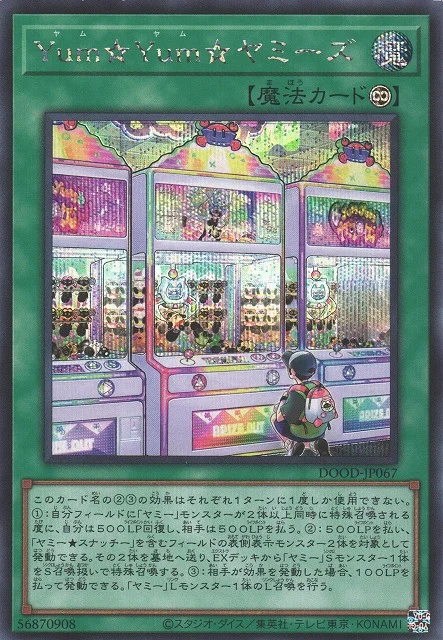 Yum☆Yum☆ヤミーズ 魔
【魔法カード】
DOOD-JP067
このカード名の②③の効果はそれぞれ1ターンに1度しか使用できない。
①:自分フィールドに「ヤミー」モンスターが2体以上同時に特殊召喚される
度に、自分は500LP回復し、相手は500LPを払う。②:500LPを払い、
「ヤミー★スナッチー」を含むフィールドの表側表示モンスター2体を対象として
発動できる。その2体を墓地へ送り、EXデッキから「ヤミー」Sモンスター1体
をS召喚扱いで特殊召喚する。③:相手が効果を発動した場合、100LPを
払って発動できる。「ヤミー」Lモンスター1体のL召喚を行う。
56870908 ©スタジオ・ダイス/集英社・テレビ東京・KONAMI